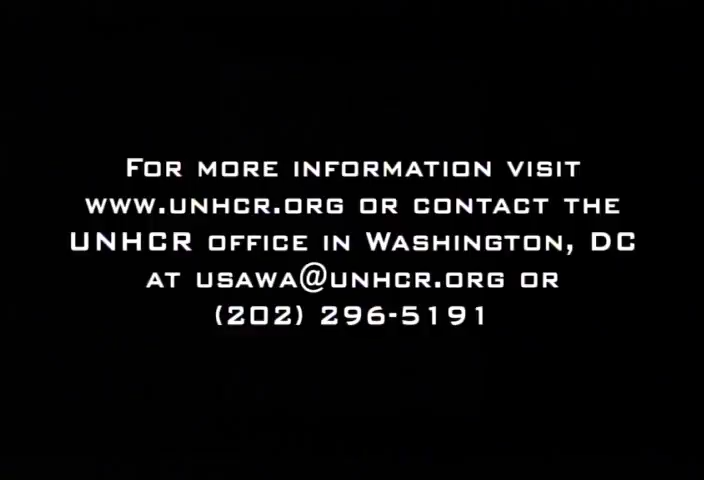 For more information visit
www.unhcr.org or contact the
UNHCR office in Washington, DC
at usawa@unhcr.org or
(202) 296-5191